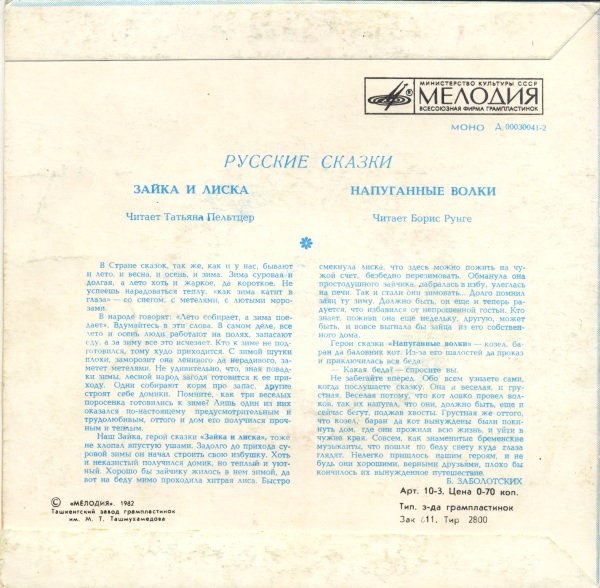 МИНИСТЕРСТВО КУЛЬТУРЫ СССР
МЕЛОДИЯ
ВСЕСОЮЗНАЯ ФИРМА ГРАМПЛАСТИНОК
МОНО Д 00030041-2
РУССКИЕ СКАЗКИ
ЗАЙКА И ЛИСКА
Читает Татьяна Пельтцер
НАПУГАННЫЕ ВОЛКИ
Читает Борис Рунге
В Стране сказок, так же, как и у нас, бывают
и лето, и весна, и осень, и зима. Зима суровая и
долгая, а лето хоть и жаркое, да короткое. Не
успеешь нарадоваться теплу, «как зима катит в
глаза» — со снегом, с метелями, с лютыми моро-
зами.
В народе говорят: «Лето собирает, а зима пое-
дает». Вдумайтесь в эти слова. В самом деле, все
лето и осень люди работают на полях, запасают
еду, а за зиму все это исчезает. Кто к зиме не под-
готовился, тому худо приходится. С зимой шутки
плохи, заморозит она ленивого да нерадивого, за-
метет метелями. Не удивительно, что, зная повад-
ки зимы, лесной народ загодя готовится к ее при-
ходу. Одни собирают корм про запас, другие
строят себе домики. Помните, как три веселых
поросенка готовились к зиме? Лишь один из них
оказался по-настоящему предусмотрительным и
трудолюбивым, оттого и дом его получился проч-
ным и теплым.
Наш Зайка, герой сказки «Зайка и лиска», тоже
не хлопал впустую ушами. Задолго до прихода су-
ровой зимы он начал строить свою избушку. Хоть
и неказистый получился домик, но теплый и уют-
ный. Хорошо бы зайчику жилось в нем зимой, да
вот на беду мимо проходила хитрая лиса. Быстро
смекнула лиска, что здесь можно пожить на чу-
жой счет, безбедно перезимовать. Обманула она
простодушного зайчика, забралась в избу, улеглась
на печи. Так и стали они зимовать... Долго помнил
заяц ту зиму. Должно быть, он еще и теперь ра-
дуется, что избавился от непрошенной гостьи. Кто
знает, поживи она еще недельку, другую, может
быть, и вовсе выгнала бы зайца из его собствен-
ного дома.
Герои сказки «Напуганные волки» — козел, ба-
ран да баловник кот. Из-за его шалостей да проказ
и приключилась вся беда.
— Какая беда? — спросите вы.
Не забегайте вперед. Обо всем узнаете сами,
когда послушаете сказку. Она и веселая, и гру-
стная. Веселая потому, что кот ловко провел вол-
ков, так их напугал, что они, должно быть, еще и
сейчас бегут, поджав хвосты. Грустная же оттого,
что козел, баран да кот вынуждены были поки-
нуть дом, где они прожили всю жизнь, и уйти в
чужие края. Совсем, как знаменитые бременские
музыканты, что пошли по белу свету куда глаза
глядят. Нелегко пришлось нашим героям, и не
будь они хорошими, верными друзьями, плохо бы
кончилось их вынужденное путешествие.
Б. ЗАБОЛОТСКИХ
© «МЕЛОДИЯ», 1982
Ташкентский завод грампластинок
им. М. Т. Ташмухамедова
Арт. 10-3. Цена 0-70 коп.
Тип. з-да грампластинок
Зак 611, Тир 2800